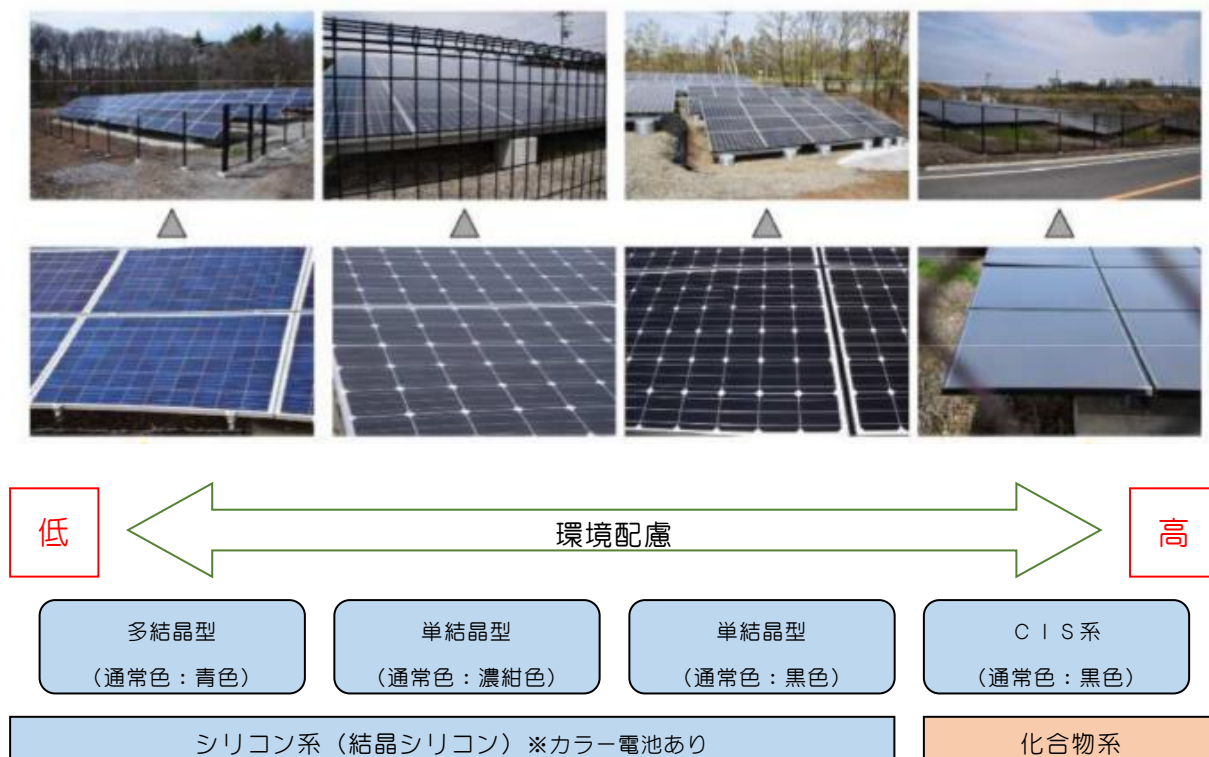 低
環境配慮
高
多結晶型
(通常色：青色)
単結晶型
(通常色：濃紺色)
単結晶型
(通常色：黒色)
ＣＩＳ系
(通常色：黒色)
シリコン系（結晶シリコン）※カラー電池あり
化合物系